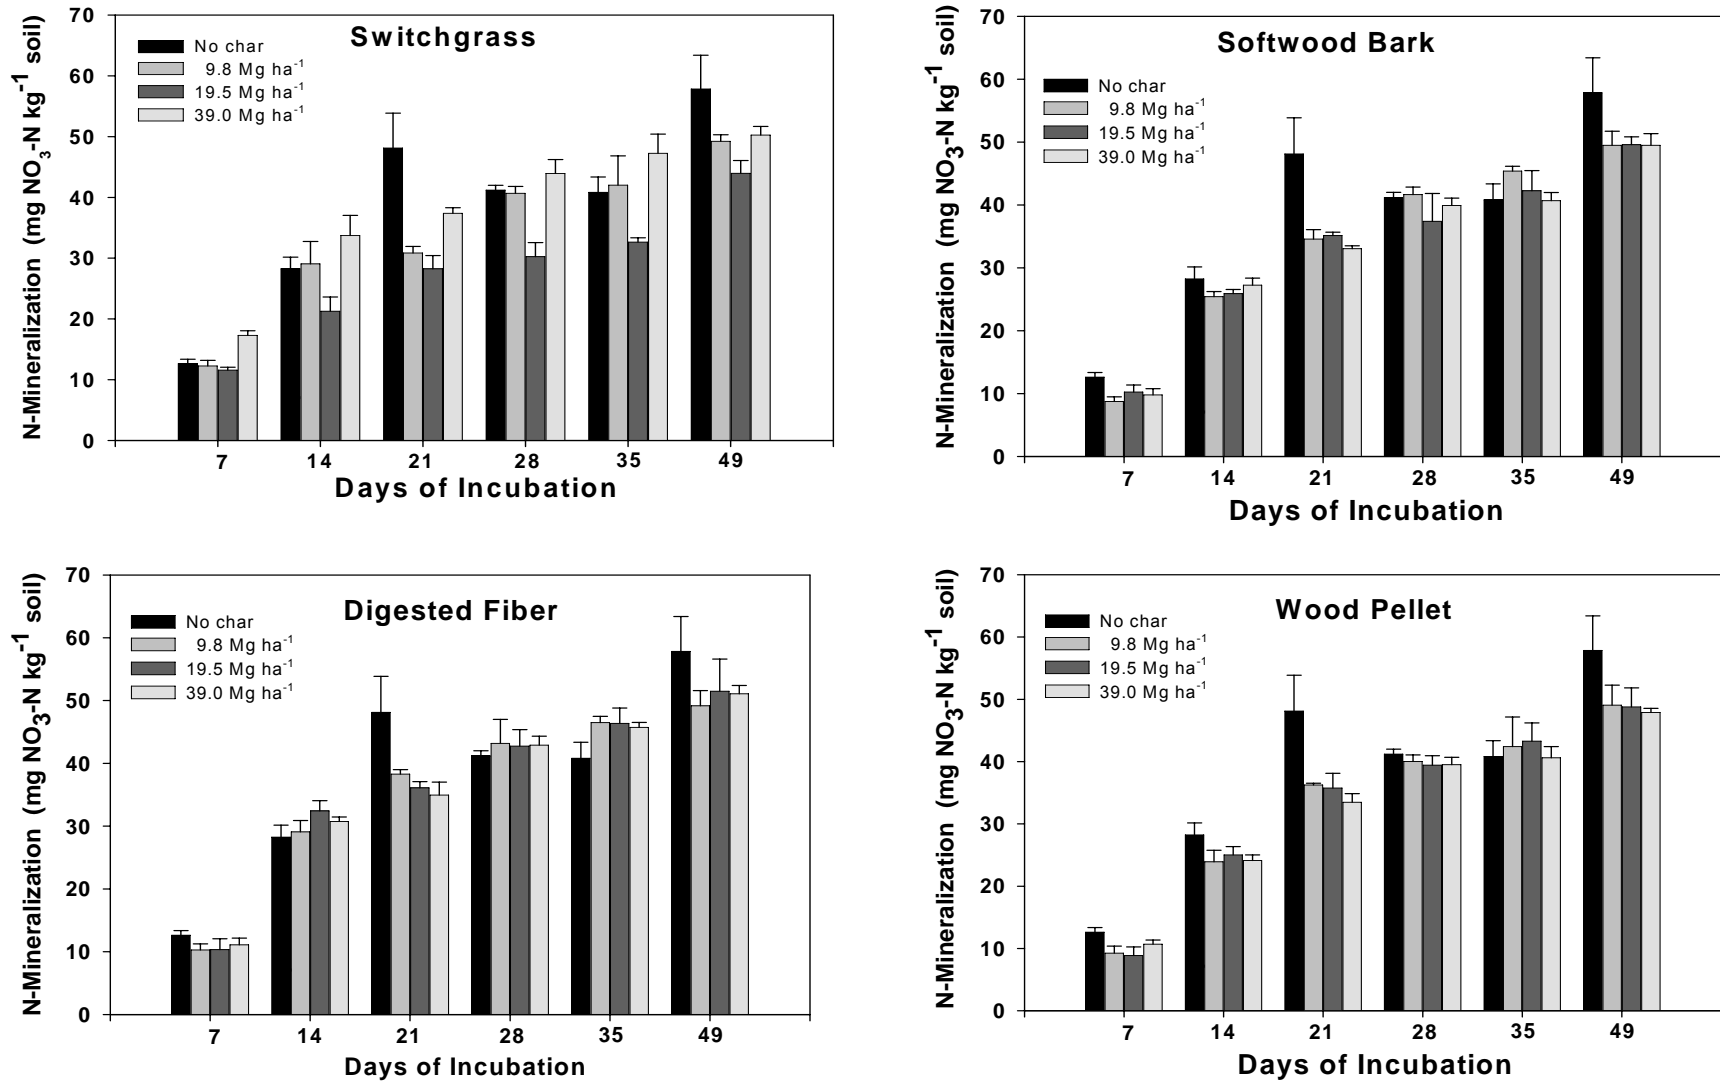 Switchgrass
No char
9.8 Mg ha⁻¹
19.5 Mg ha⁻¹
39.0 Mg ha⁻¹
N-Mineralization (mg NO₃-N kg⁻¹ soil)
70
60
50
40
30
20
10
0
7 14 21 28 35 49
Days of Incubation
Softwood Bark
No char
9.8 Mg ha⁻¹
19.5 Mg ha⁻¹
39.0 Mg ha⁻¹
N-Mineralization (mg NO₃-N kg⁻¹ soil)
70
60
50
40
30
20
10
0
7 14 21 28 35 49
Days of Incubation
Digested Fiber
No char
9.8 Mg ha⁻¹
19.5 Mg ha⁻¹
39.0 Mg ha⁻¹
N-Mineralization (mg NO₃-N kg⁻¹ soil)
70
60
50
40
30
20
10
0
7 14 21 28 35 49
Days of Incubation
Wood Pellet
No char
9.8 Mg ha⁻¹
19.5 Mg ha⁻¹
39.0 Mg ha⁻¹
N-Mineralization (mg NO₃-N kg⁻¹ soil)
70
60
50
40
30
20
10
0
7 14 21 28 35 49
Days of Incubation